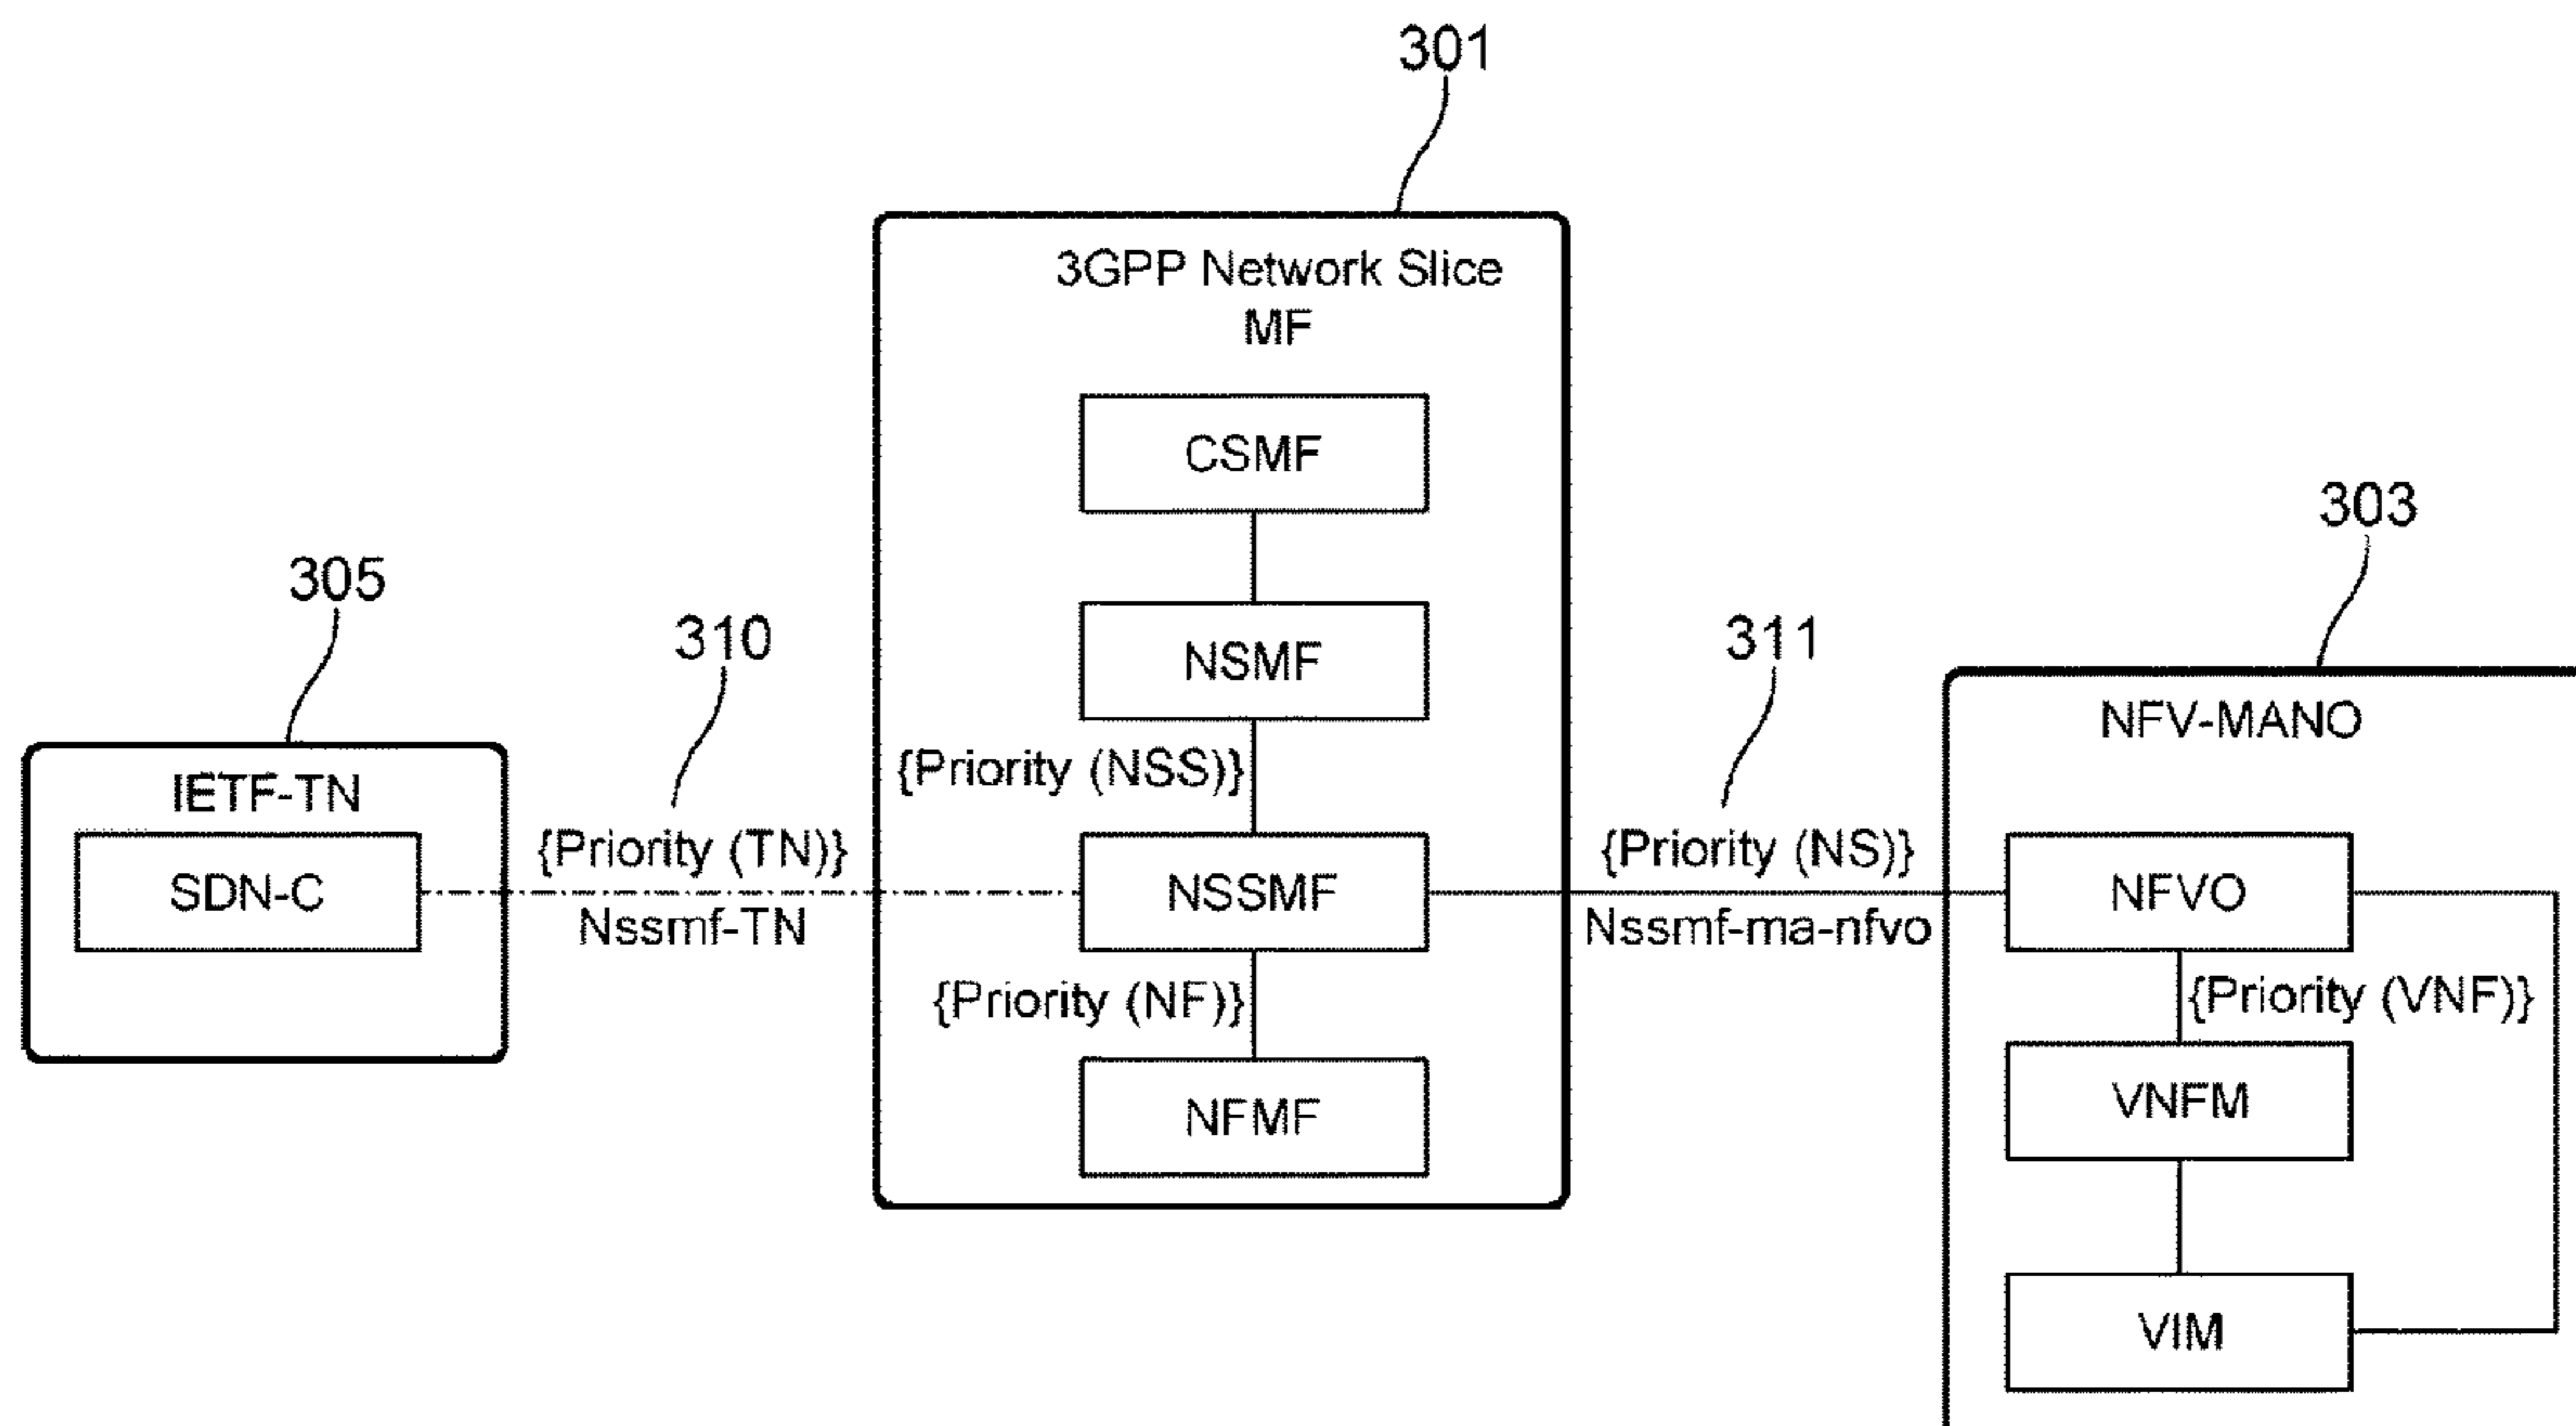 301
3GPP Network Slice
MF
CSMF
303
305
310
311
NSMF
NFV-MANO
IETF-TN
{Priority (NSS)}
{Priority (TN)}
{Priority (NS)}
SDN-C
NSSMF
NFVO
Nssmf-TN
Nssmf-ma-nfvo
{Priority (NF)}
{Priority (VNF)}
NFMF
VNFM
VIM